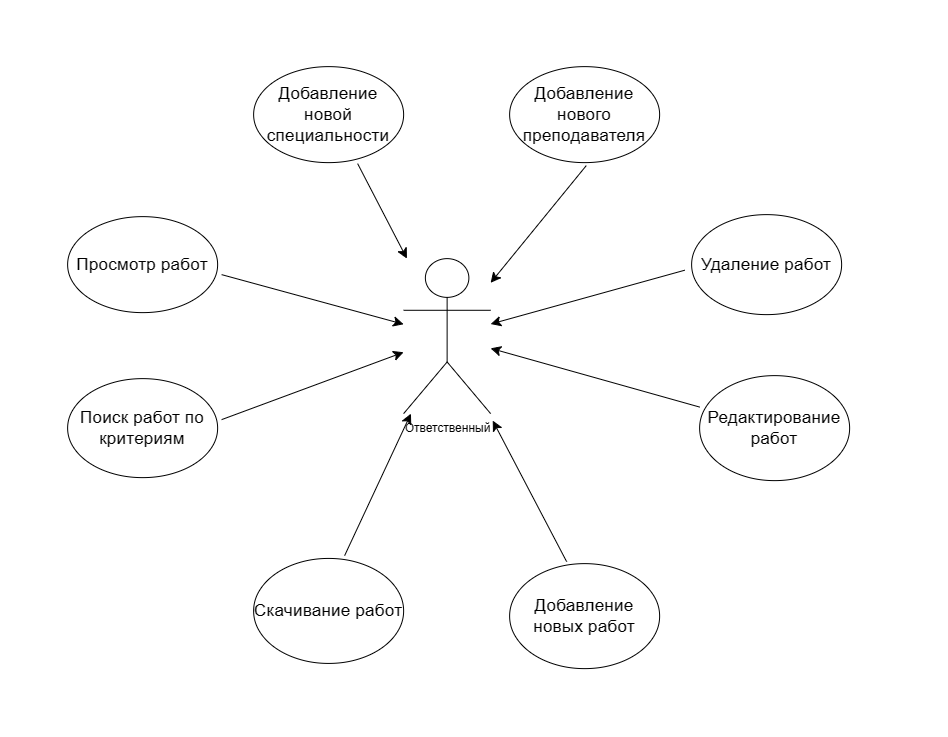 Добавление
новой
специальности
Добавление
нового
преподавателя
Просмотр работ
Удаление работ
Поиск работ по
критериям
Ответственный
Редактирование
работ
Скачивание работ
Добавление
новых работ